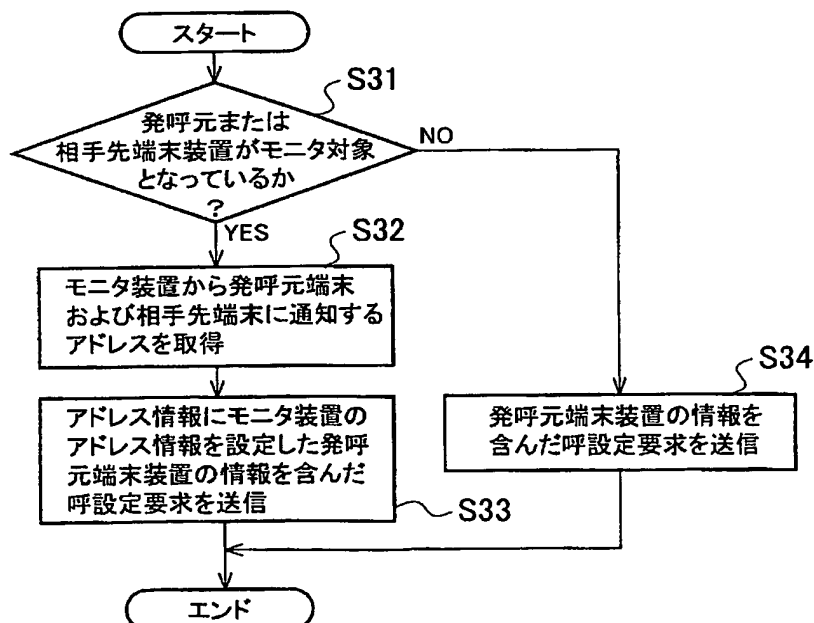 スタート
S31
発呼元または
相手先端末装置がモニタ対象
となっているか
?
NO
YES
S32
モニタ装置から発呼元端末
および相手先端末に通知する
アドレスを取得
S34
発呼元端末装置の情報を
含んだ呼設定要求を送信
アドレス情報にモニタ装置の
アドレス情報を設定した発呼
元端末装置の情報を含んだ
呼設定要求を送信
S33
エンド